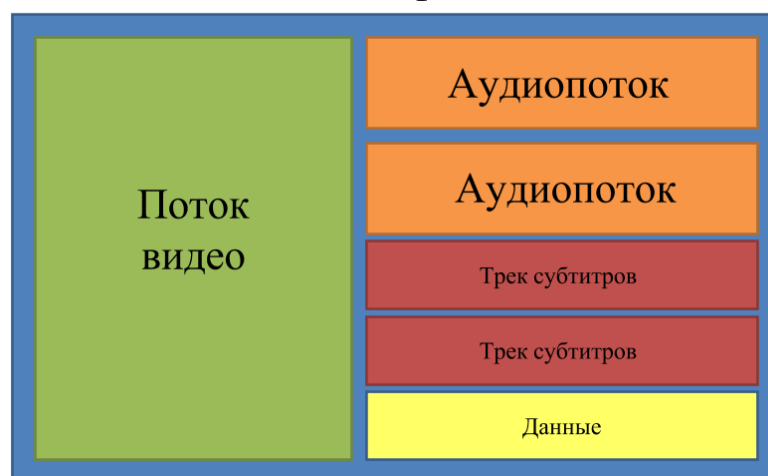 Поток
видео
Аудиопоток
Аудиопоток
Трек субтитров
Трек субтитров
Данные